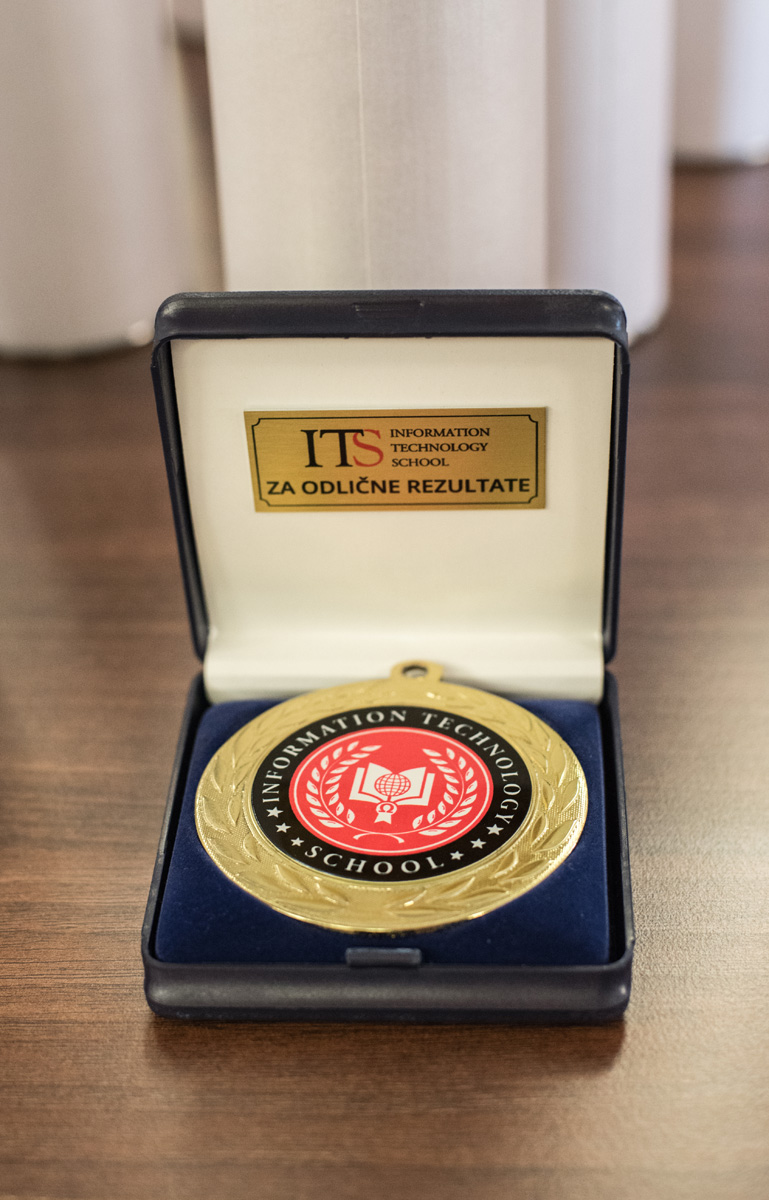 ITS INFORMATION
TECHNOLOGY
SCHOOL
ZA ODLIČNE REZULTATE
★INFORMATION TECHNOLOGY★
★★★SCHOOL★★★